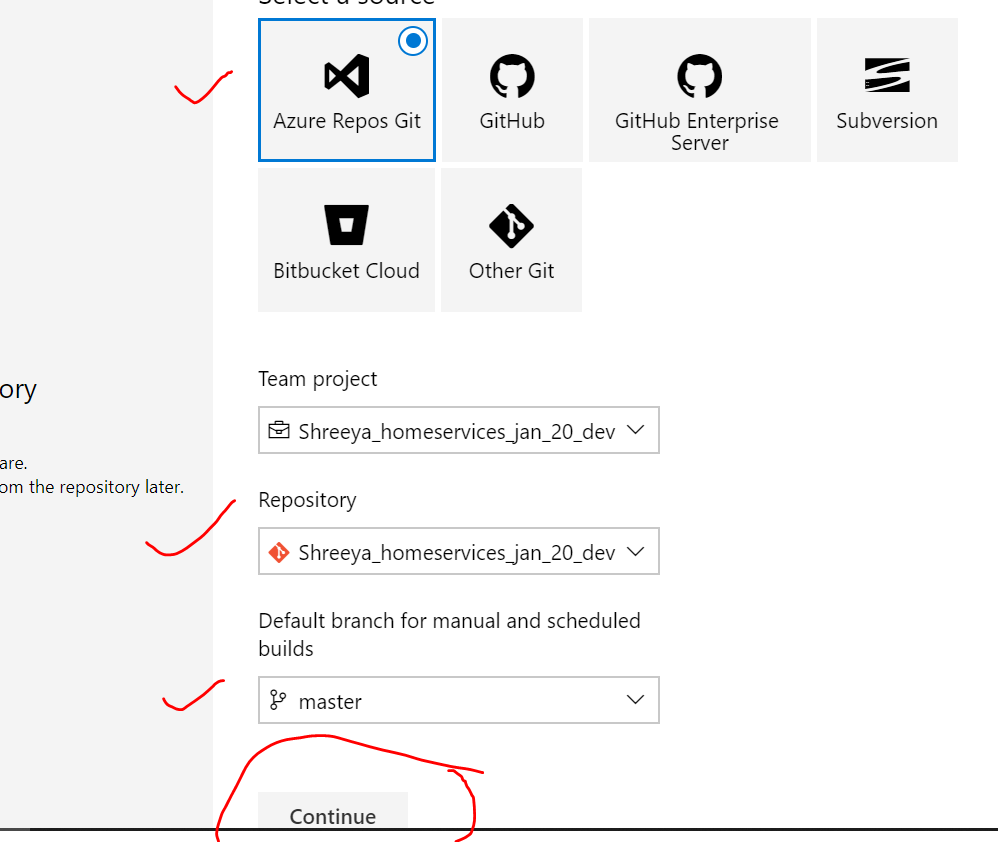 Select a source
Azure Repos Git
GitHub
GitHub Enterprise
Server
Subversion
Bitbucket Cloud
Other Git
ory
are.
om the repository later.
Team project
Shreeya_homeservices_jan_20_dev
Repository
Shreeya_homeservices_jan_20_dev
Default branch for manual and scheduled
builds
master
Continue